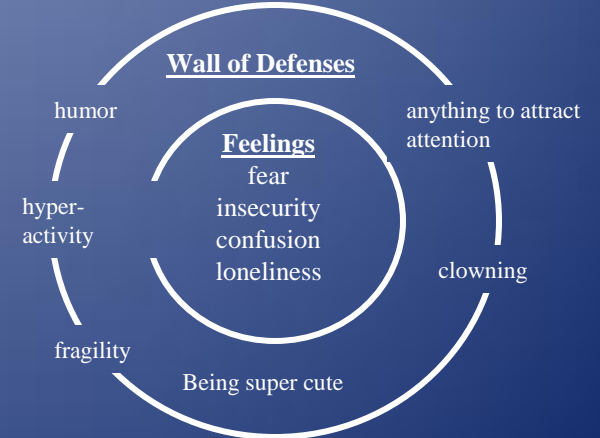 Wall of Defenses
humor
anything to attract
attention
Feelings
fear
insecurity
confusion
loneliness
hyper-
activity
clowning
fragility
Being super cute